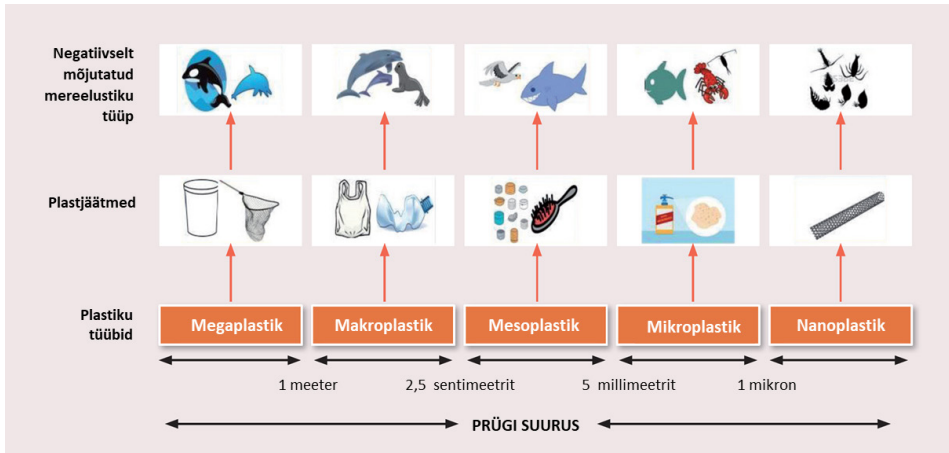 Negatiivselt
mõjutatud
mereelustiku
tüüp
Plastjäätmed
Plastiku
tüübid
Megaplastik
Makroplastik
Mesoplastik
Mikroplastik
Nanoplastik
1 meeter
2,5 sentimeetrit
5 millimeetrit
1 mikron
PRÜGI SUURUS